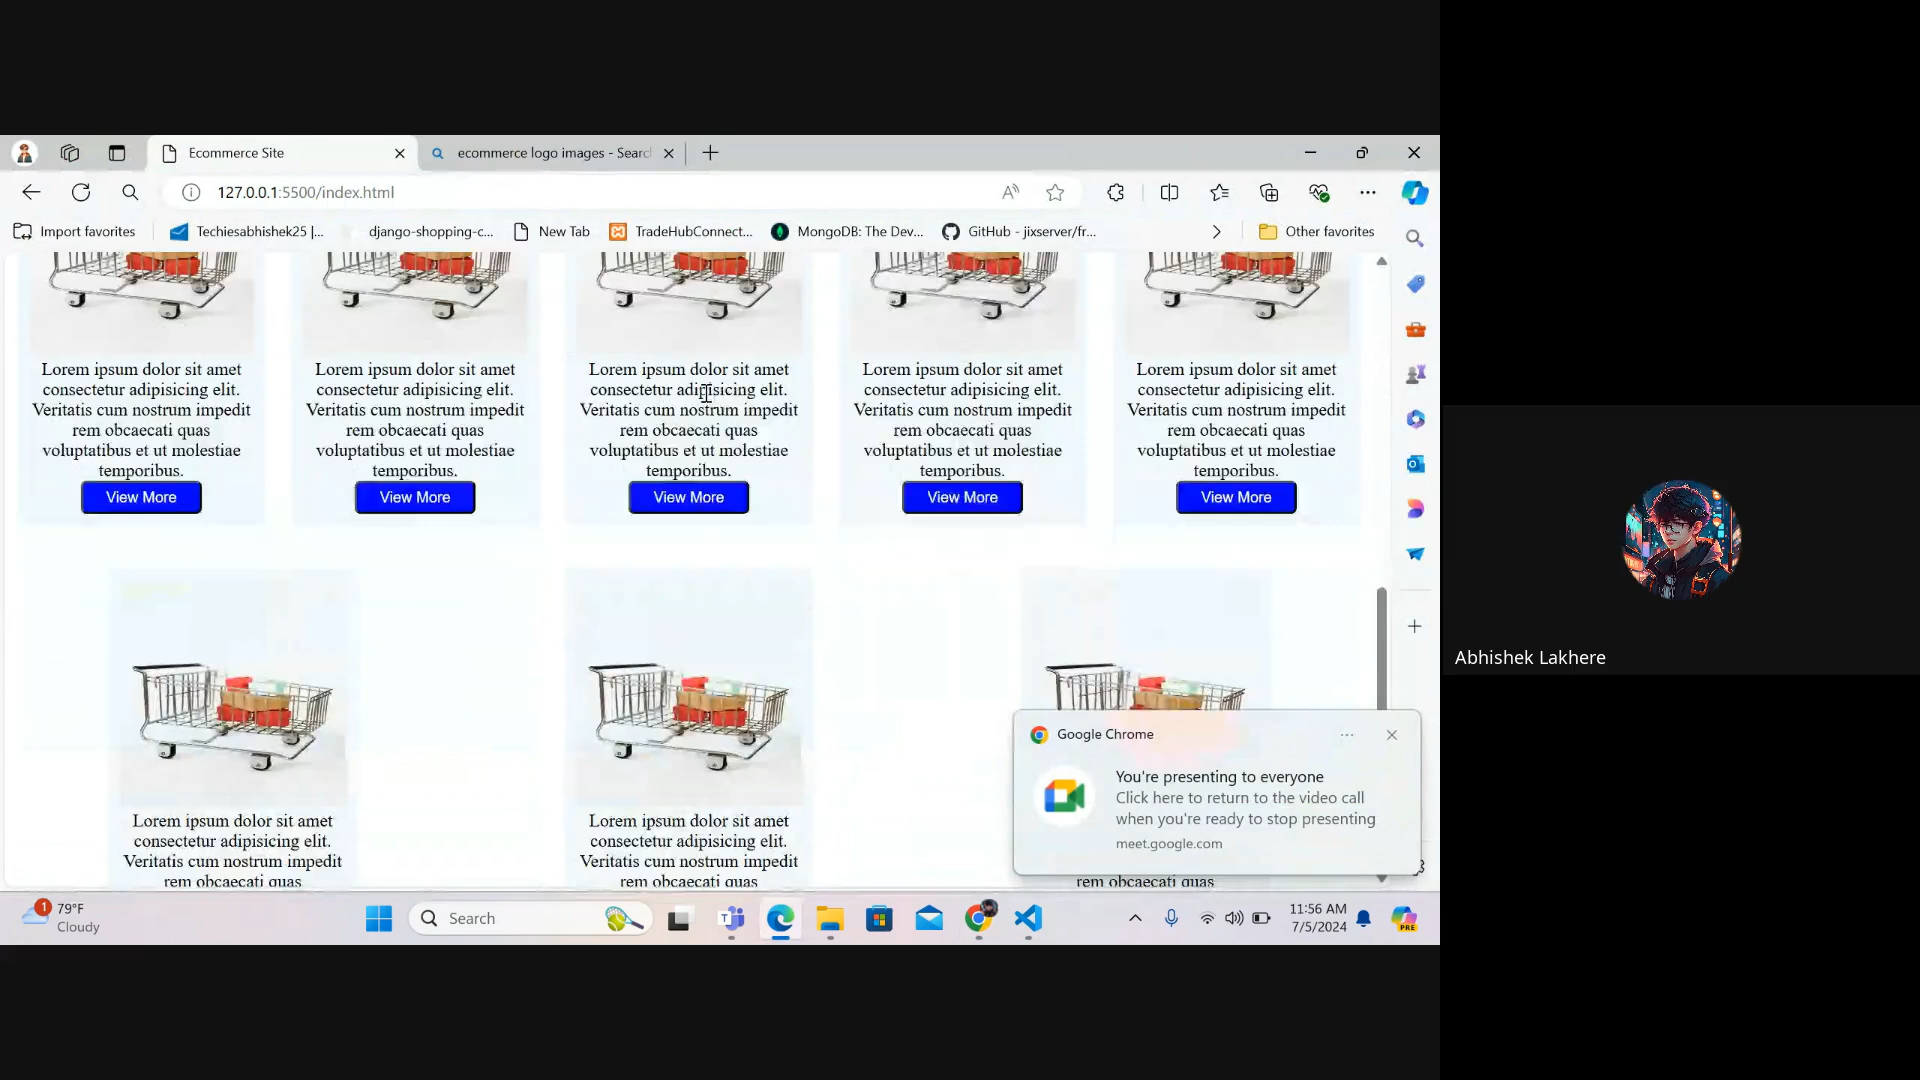 Ecommerce Site
ecommerce logo images - Searc
127.0.0.1:5500/index.html
Import favorites
Techiesabhishek25 |...
django-shopping-c...
New Tab
TradeHubConnect...
MongoDB: The Dev...
GitHub - jixserver/fr...
Other favorites
Lorem ipsum dolor sit amet
consectetur adipisicing elit.
Veritatis cum nostrum impedit
rem obcaecati quas
voluptatibus et ut molestiae
temporibus.
View More
Lorem ipsum dolor sit amet
consectetur adipisicing elit.
Veritatis cum nostrum impedit
rem obcaecati quas
voluptatibus et ut molestiae
temporibus.
View More
Lorem ipsum dolor sit amet
consectetur adipisicing elit.
Veritatis cum nostrum impedit
rem obcaecati quas
voluptatibus et ut molestiae
temporibus.
View More
Lorem ipsum dolor sit amet
consectetur adipisicing elit.
Veritatis cum nostrum impedit
rem obcaecati quas
voluptatibus et ut molestiae
temporibus.
View More
Lorem ipsum dolor sit amet
consectetur adipisicing elit.
Veritatis cum nostrum impedit
rem obcaecati quas
voluptatibus et ut molestiae
temporibus.
View More
Lorem ipsum dolor sit amet
consectetur adipisicing elit.
Veritatis cum nostrum impedit
rem obcaecati quas
Lorem ipsum dolor sit amet
consectetur adipisicing elit.
Veritatis cum nostrum impedit
rem obcaecati quas
rem obcaecati quas
Google Chrome
You're presenting to everyone
Click here to return to the video call
when you're ready to stop presenting
meet.google.com
Abhishek Lakhere
1
79°F
Cloudy
Search
11:56 AM
7/5/2024
PRE